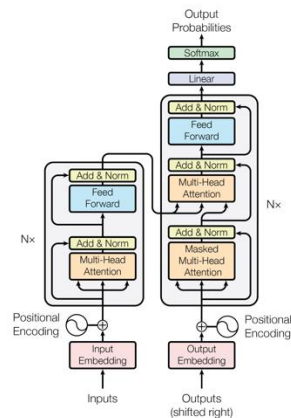 Output
Probabilities
Softmax
Linear
Add & Norm
Feed
Forward
Add & Norm
Multi-Head
Attention
Add & Norm
Masked
Multi-Head
Attention
Nx
Positional
Encoding
Output
Embedding
Outputs
(shifted right)
Add & Norm
Feed
Forward
Add & Norm
Multi-Head
Attention
Nx
Positional
Encoding
Input
Embedding
Inputs